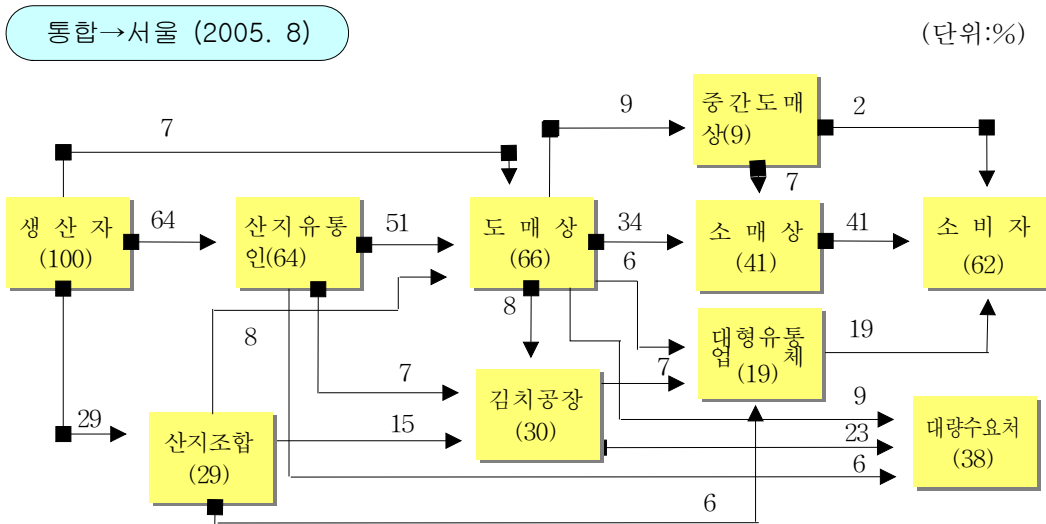 통합→서울 (2005. 8)
(단위:%)
7
9
중간도매
상(9)
2
7
생 산 자
(100)
64
산지유통
인(64)
51
도 매 상
(66)
34
소 매 상
(41)
41
소 비 자
(62)
6
8
8
대형유통
업 체
(19)
19
7
7
김치공장
(30)
9
29
산지조합
(29)
15
23
대량수요처
(38)
6
6